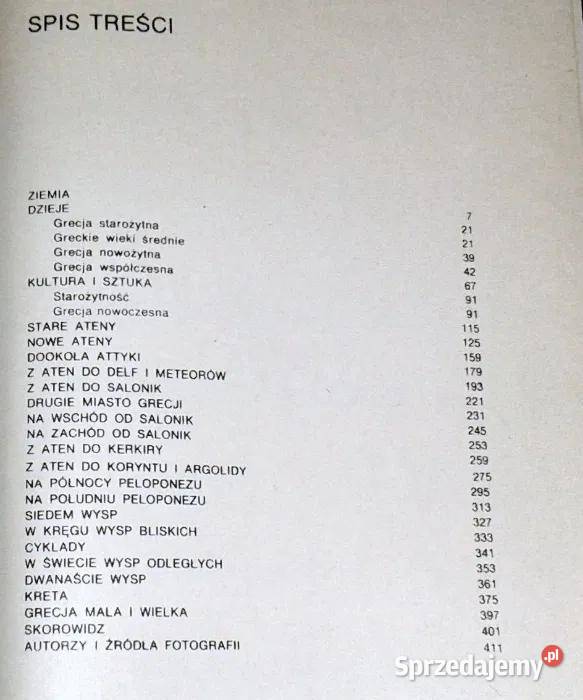 SPIS TREŚCI
ZIEMIA 7
DZIEJE 21
Grecja starożytna 21
Greckie wieki średnie 39
Grecja nowożytna 42
Grecja współczesna 67
KULTURA I SZTUKA 91
Starożytność 91
Grecja nowoczesna 115
STARE ATENY 125
NOWE ATENY 159
DOOKOŁA ATTYKI 179
Z ATEN DO DELF I METEORÓW 193
Z ATEN DO SALONIK 221
DRUGIE MIASTO GRECJI 231
NA WSCHÓD OD SALONIK 245
NA ZACHÓD OD SALONIK 253
Z ATEN DO KERKIRY 259
Z ATEN DO KORYNTU I ARGOLIDY 275
NA PÓŁNOCY PELOPONEZU 295
NA POŁUDNIU PELOPONEZU 313
SIEDEM WYSP 327
W KRĘGU WYSP BLISKICH 333
CYKLADY 341
W ŚWIECIE WYSP ODLEGŁYCH 353
DWANAŚCIE WYSP 361
KRETA 375
GRECJA MAŁA I WIELKA 397
SKOROWIDZ 401
AUTORZY I ŹRÓDŁA FOTOGRAFII 411
Sprzedajemy.pl